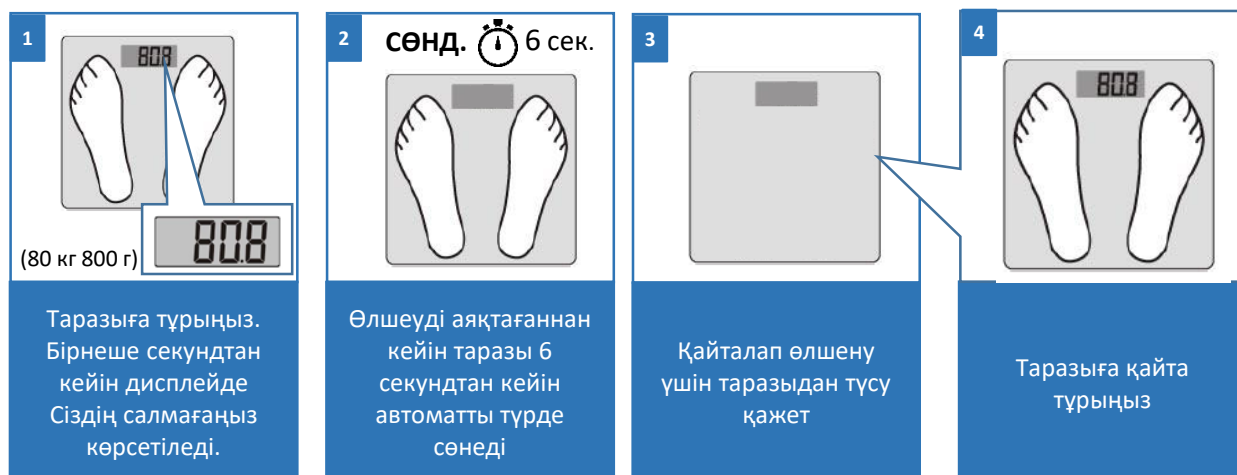 1
80.8
80.8
(80 кг 800 г)
Таразыға тұрыңыз.
Бірнеше секундтан
кейін дисплейде
Сіздің салмағаңыз
көрсетіледі.
2
СӨНД. 6 сек.
Өлшеуді аяқтағаннан
кейін таразы 6
секундтан кейін
автоматты түрде
сөнеді
3
Қайталап өлшену
үшін таразыдан түсу
қажет
4
80.8
Таразыға қайта
тұрыңыз